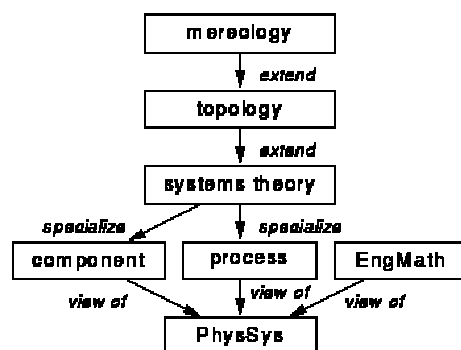 mereology
extend
topology
extend
systems theory
specialize specialize
component process EngMath
view of view of view of
PhysSys